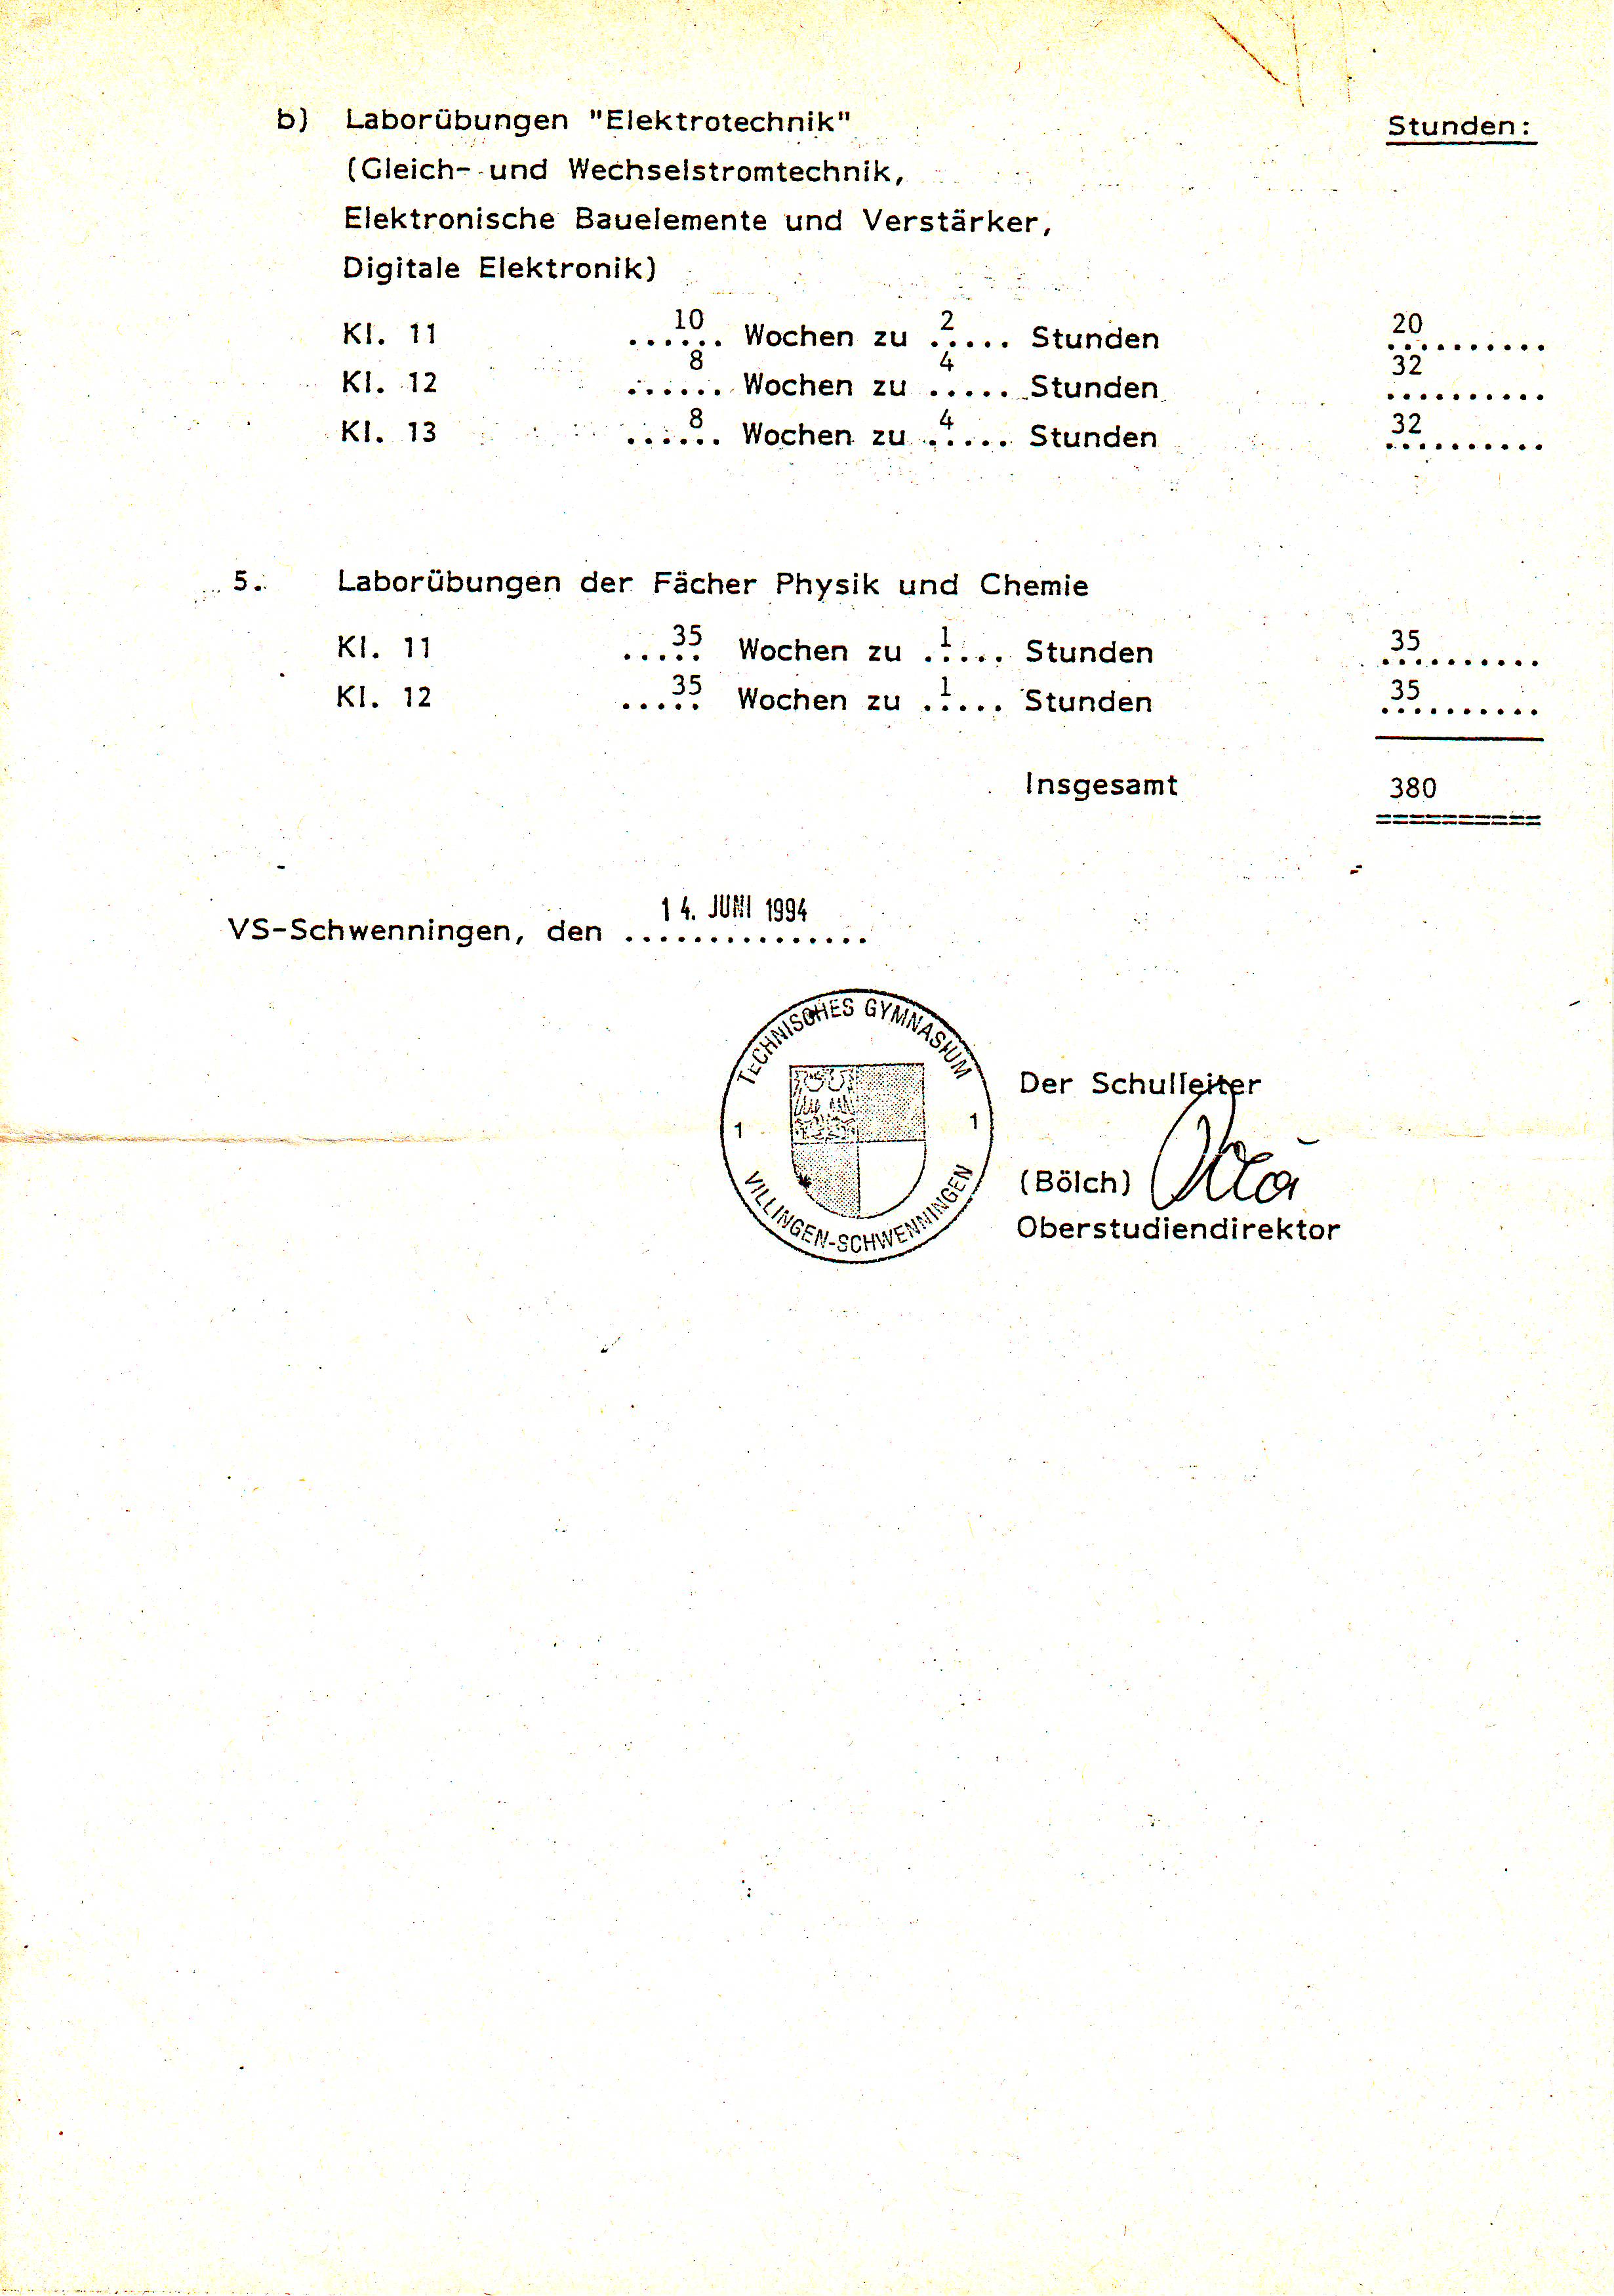 b) Laborübungen "Elektrotechnik" Stunden:
(Gleich- und Wechselstromtechnik,
Elektronische Bauelemente und Verstärker,
Digitale Elektronik)
Kl. 11 ...10... Wochen zu .2.... Stunden 20..........
Kl. 12 ...8... Wochen zu .4.... Stunden 32..........
Kl. 13 ...8... Wochen zu .4.... Stunden 32..........
5. Laborübungen der Fächer Physik und Chemie
Kl. 11 ...35.. Wochen zu .1.... Stunden 35..........
Kl. 12 ...35.. Wochen zu .1.... Stunden 35..........
Insgesamt 380
==========
VS-Schwenningen, den 14. JUNI 1994
TECHNISCHES GYMNASIUM
1 1
VILLINGEN-SCHWENNINGEN
Der Schulleiter
(Bölch)
Oberstudiendirektor